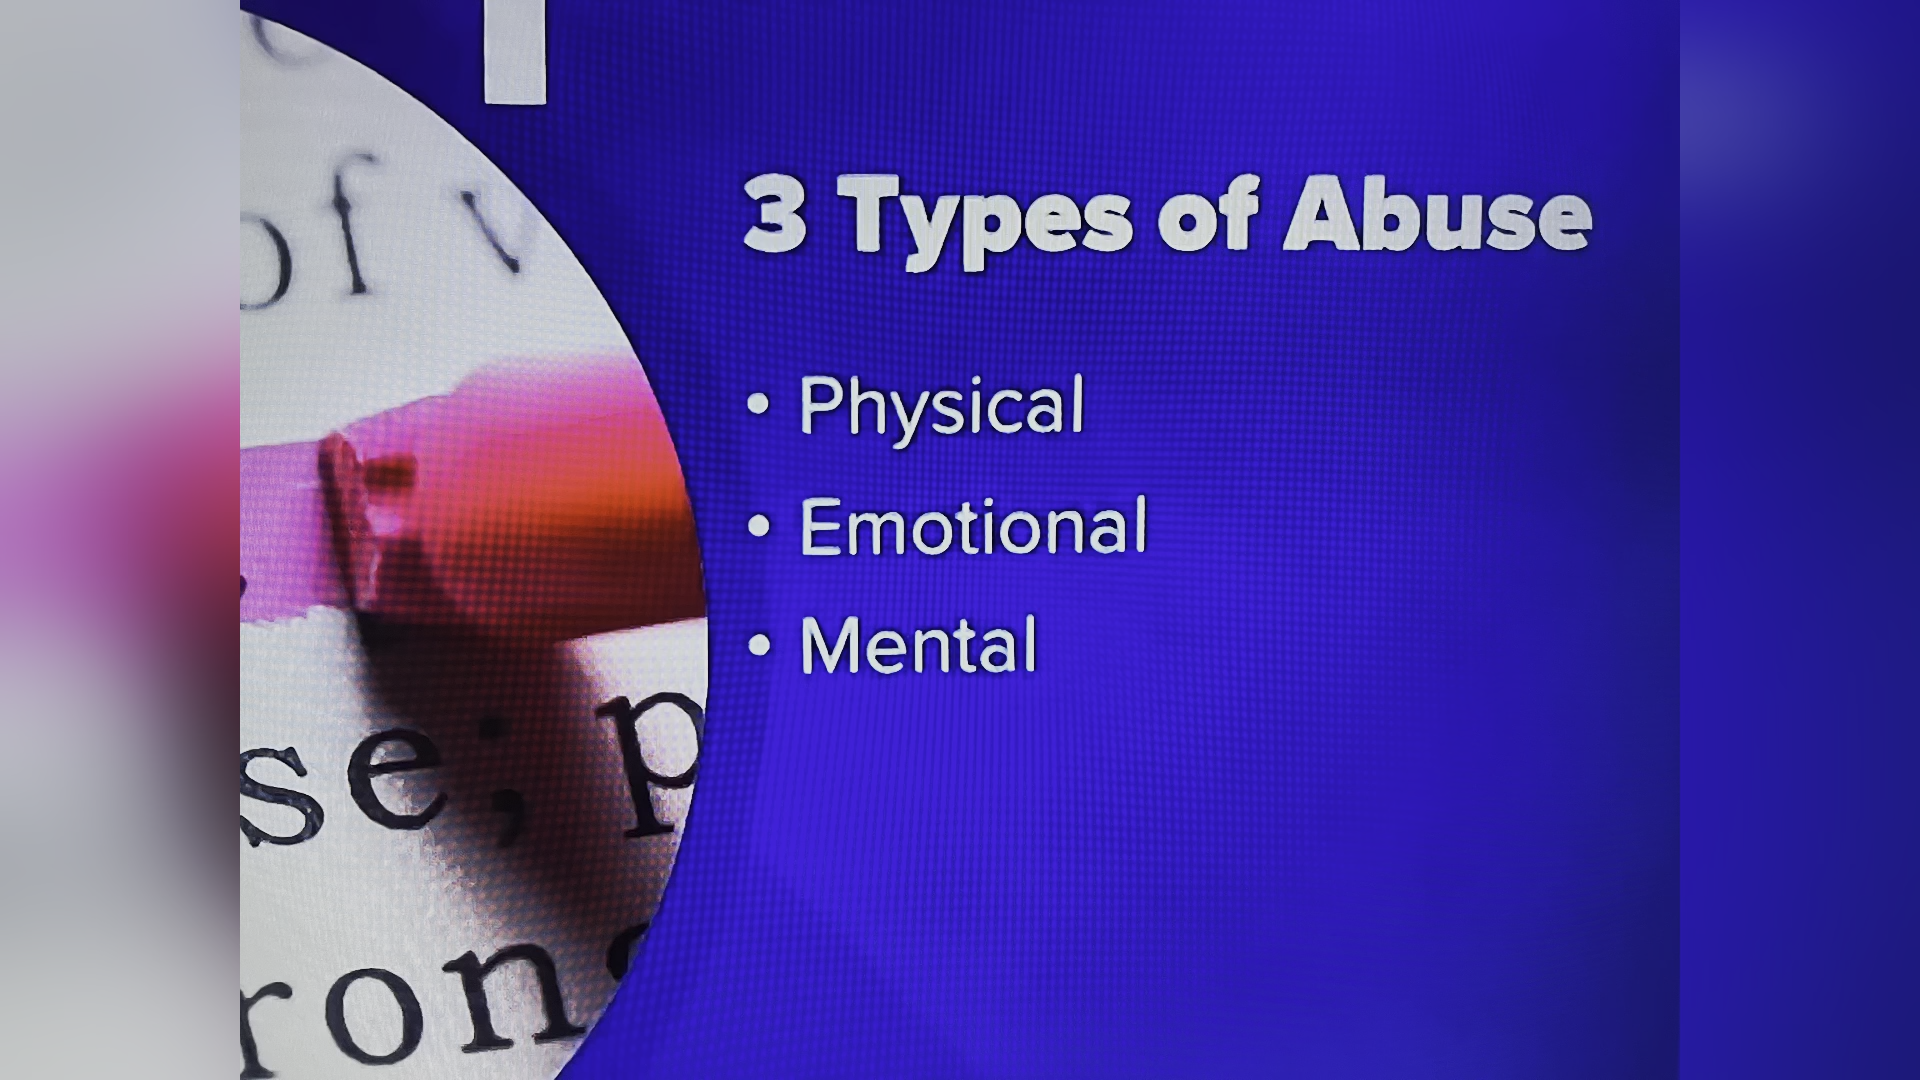 of
3 Types of Abuse
• Physical
• Emotional
• Mental
se; p
ron